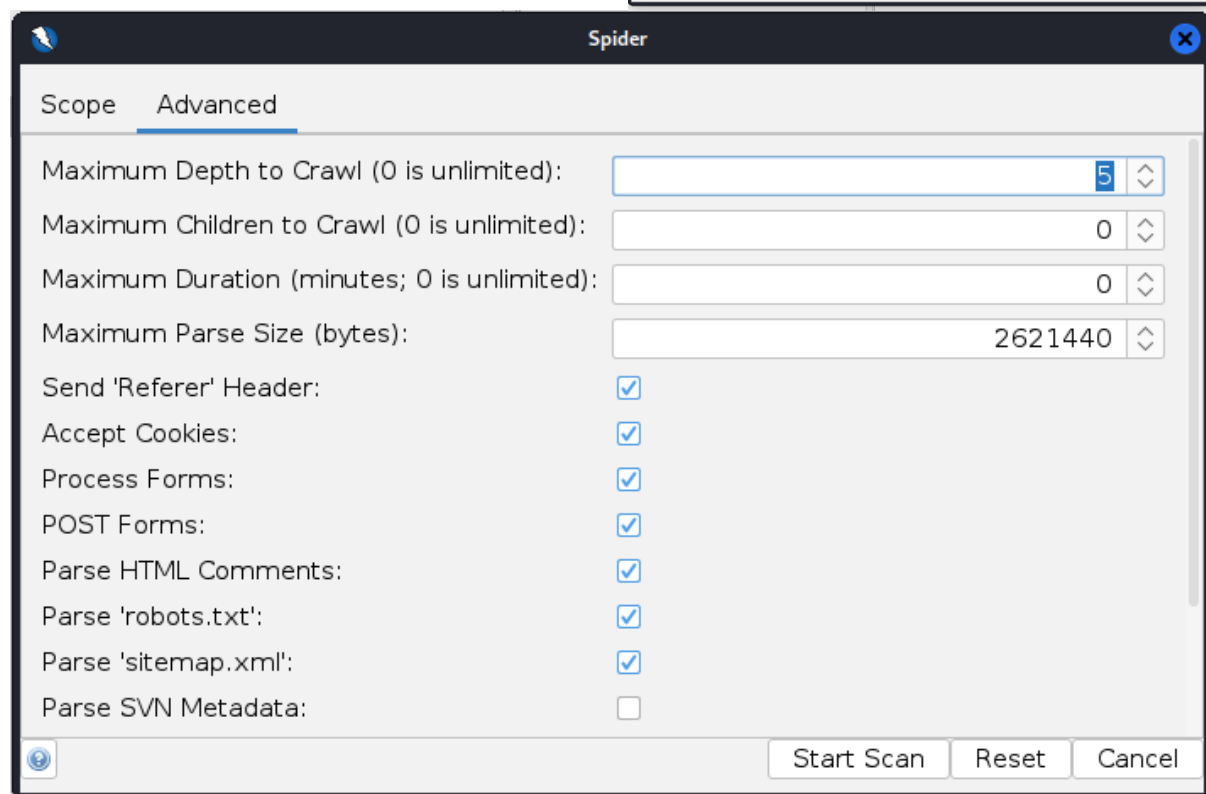 Spider
Scope Advanced
Maximum Depth to Crawl (0 is unlimited): 5
Maximum Children to Crawl (0 is unlimited): 0
Maximum Duration (minutes; 0 is unlimited): 0
Maximum Parse Size (bytes): 2621440
Send 'Referer' Header:
Accept Cookies:
Process Forms:
POST Forms:
Parse HTML Comments:
Parse 'robots.txt':
Parse 'sitemap.xml':
Parse SVN Metadata:
Start Scan Reset Cancel